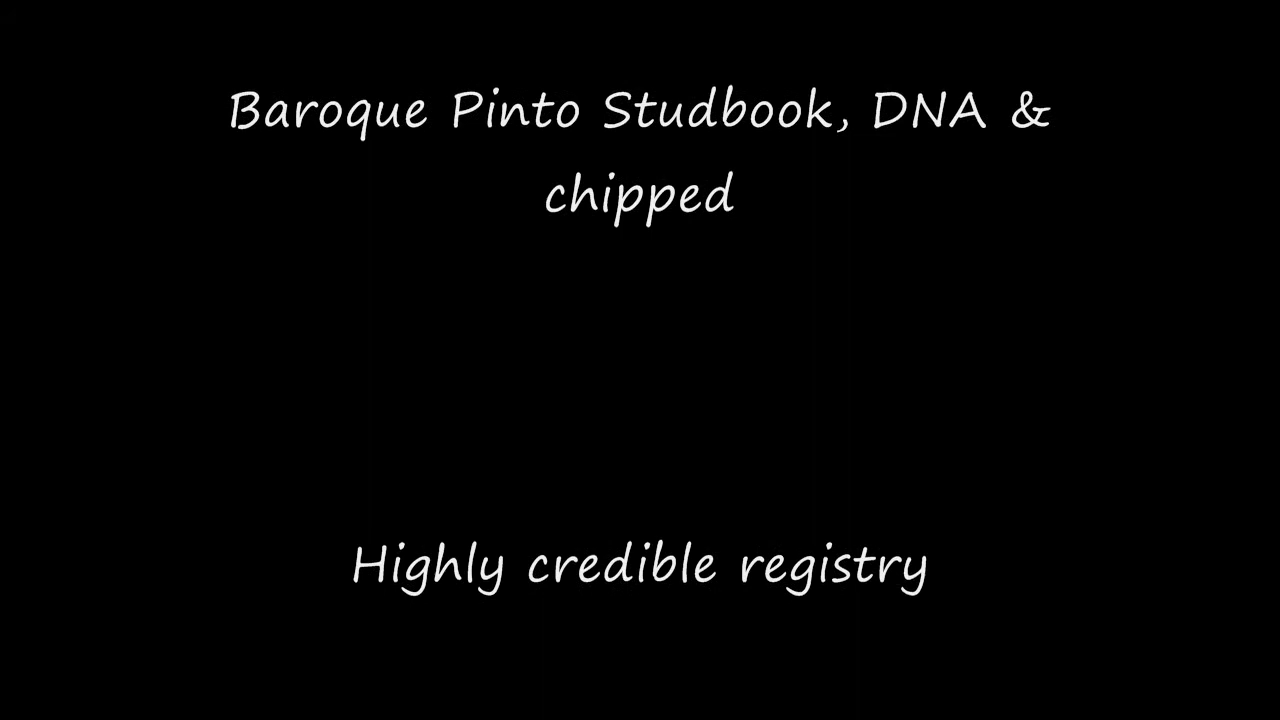 Baroque Pinto Studbook, DNA &
chipped
Highly credible registry